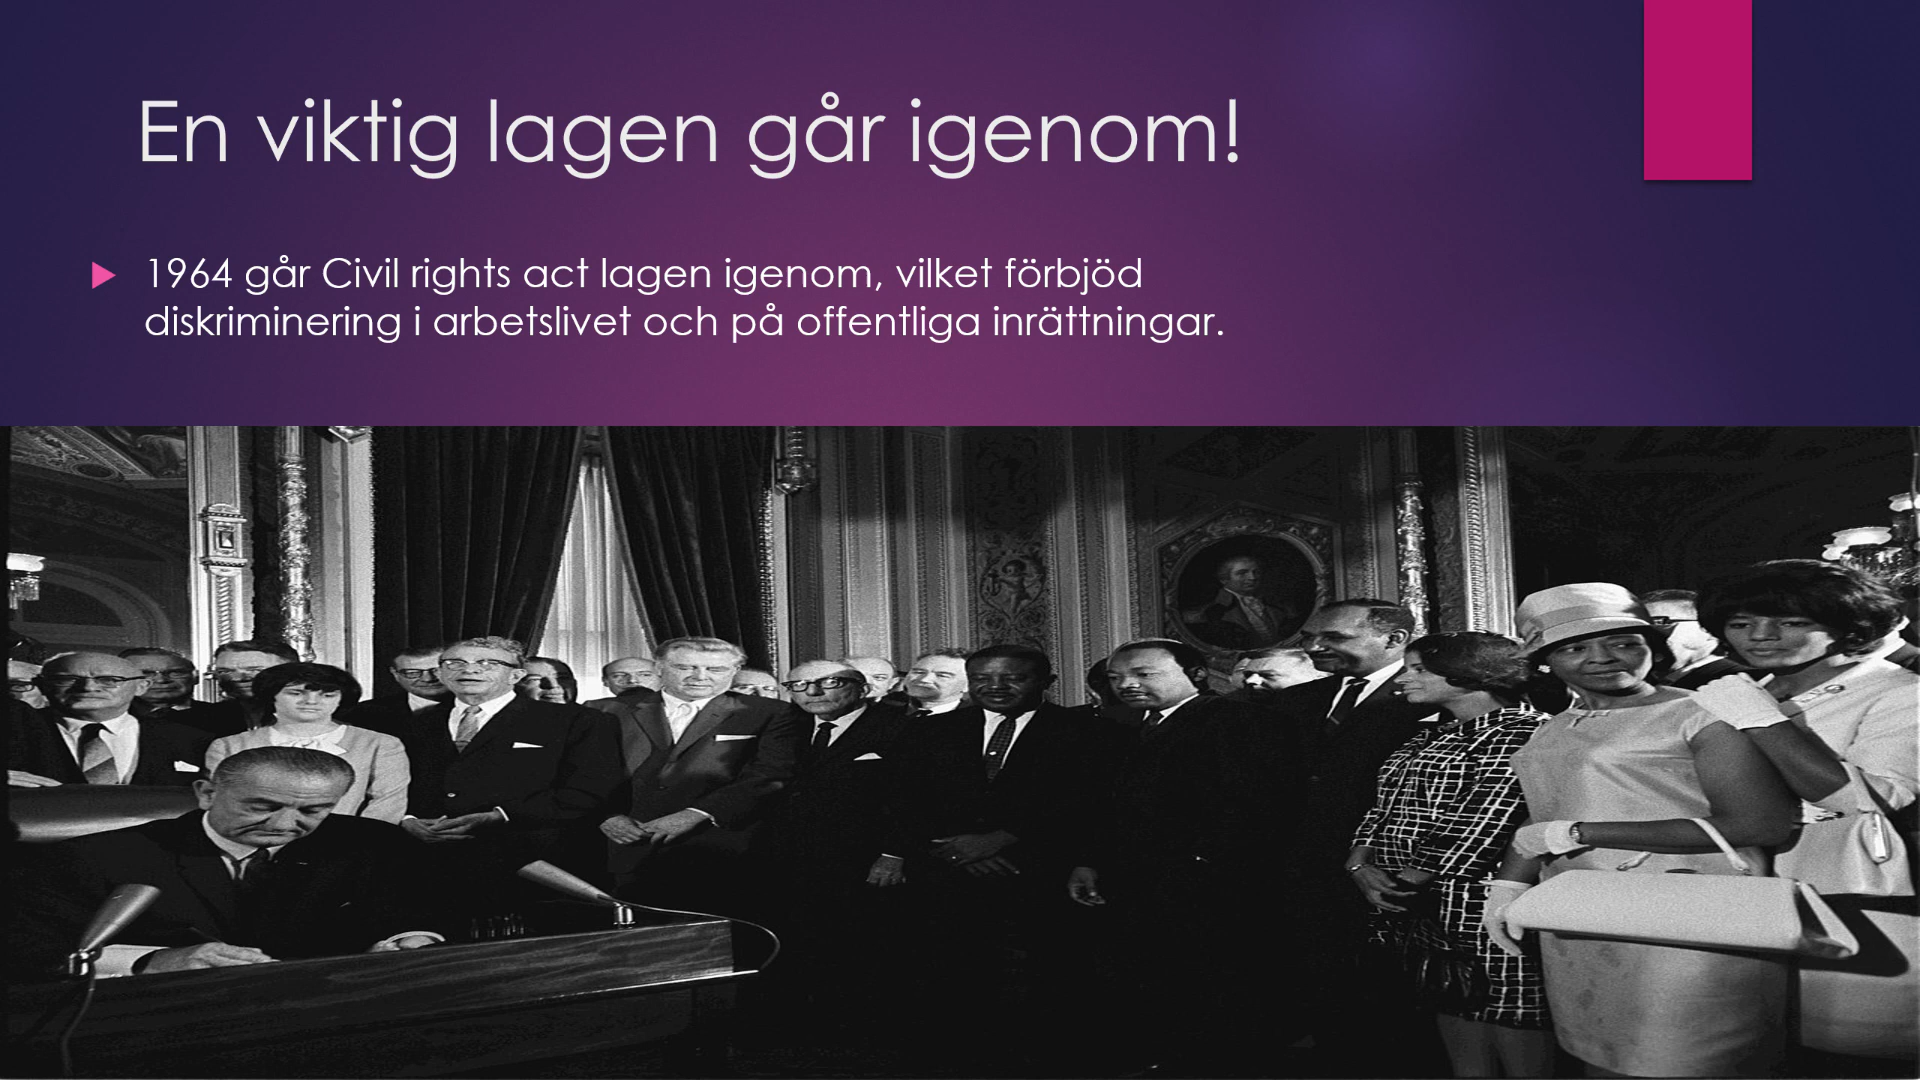 En viktig lagen går igenom!
1964 går Civil rights act lagen igenom, vilket förbjöd
diskriminering i arbetslivet och på offentliga inrättningar.